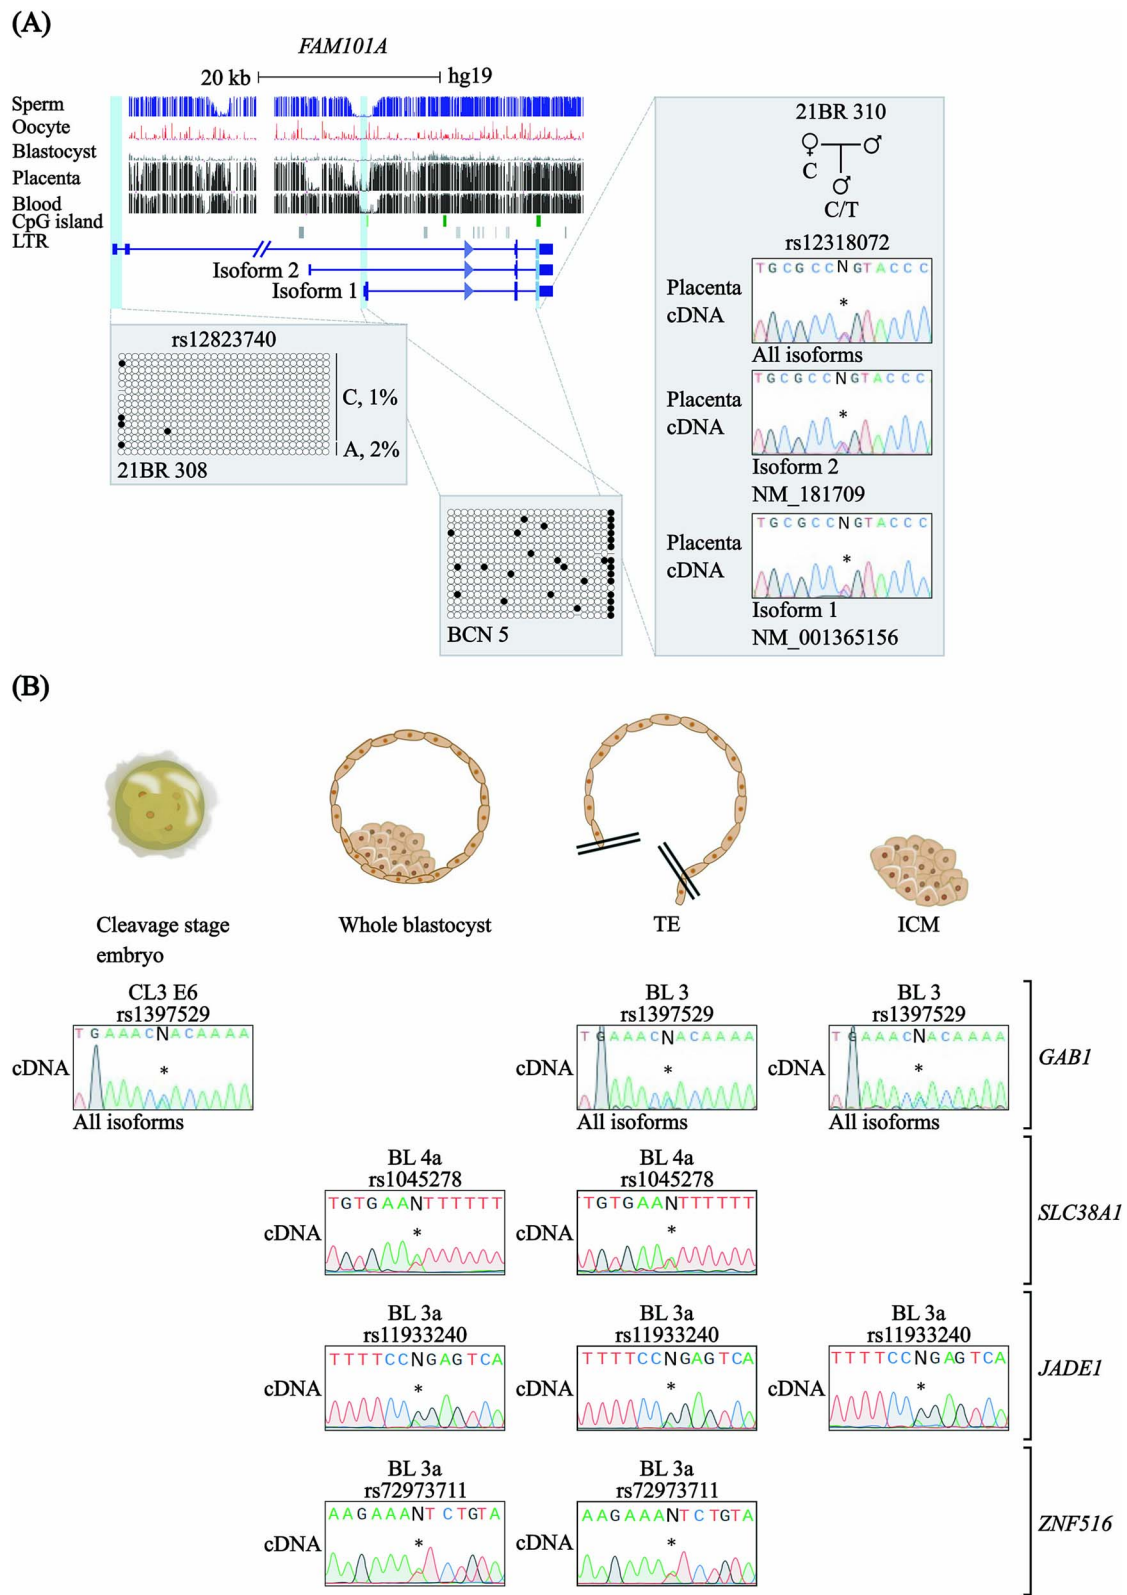 (A)
FAM101A
20 kb
hg19
Sperm
Oocyte
Blastocyst
Placenta
Blood
CpG island
LTR
Isoform 2
Isoform 1
rs12823740
C, 1%
A, 2%
21BR 308
BCN 5
21BR 310
♀ ♂
C
♂
C/T
rs12318072
TGCGCCNGTACCC
*
Placenta
cDNA
All isoforms
TGCGCCNGTACCC
*
Placenta
cDNA
Isoform 2
NM_181709
TGCGCCNGTACCC
*
Placenta
cDNA
Isoform 1
NM_001365156
(B)
Cleavage stage
embryo
Whole blastocyst
TE
ICM
CL3 E6
rs1397529
TGAAACNACAAAA
*
cDNA
All isoforms
BL 3
rs1397529
TGAAACNACAAAA
*
cDNA
All isoforms
BL 3
rs1397529
TGAAACNACAAAA
*
cDNA
All isoforms
GAB1
BL 4a
rs1045278
TGTGAANTTTTTT
*
cDNA
BL 4a
rs1045278
TGTGAANTTTTTT
*
cDNA
SLC38A1
BL 3a
rs11933240
TTTTCCNGAGTCA
*
cDNA
BL 3a
rs11933240
TTTTCCNGAGTCA
*
cDNA
BL 3a
rs11933240
TTTTCCNGAGTCA
*
cDNA
JADE1
BL 3a
rs72973711
AAGAAANTCTGTA
*
cDNA
BL 3a
rs72973711
AAGAAANTCTGTA
*
cDNA
ZNF516